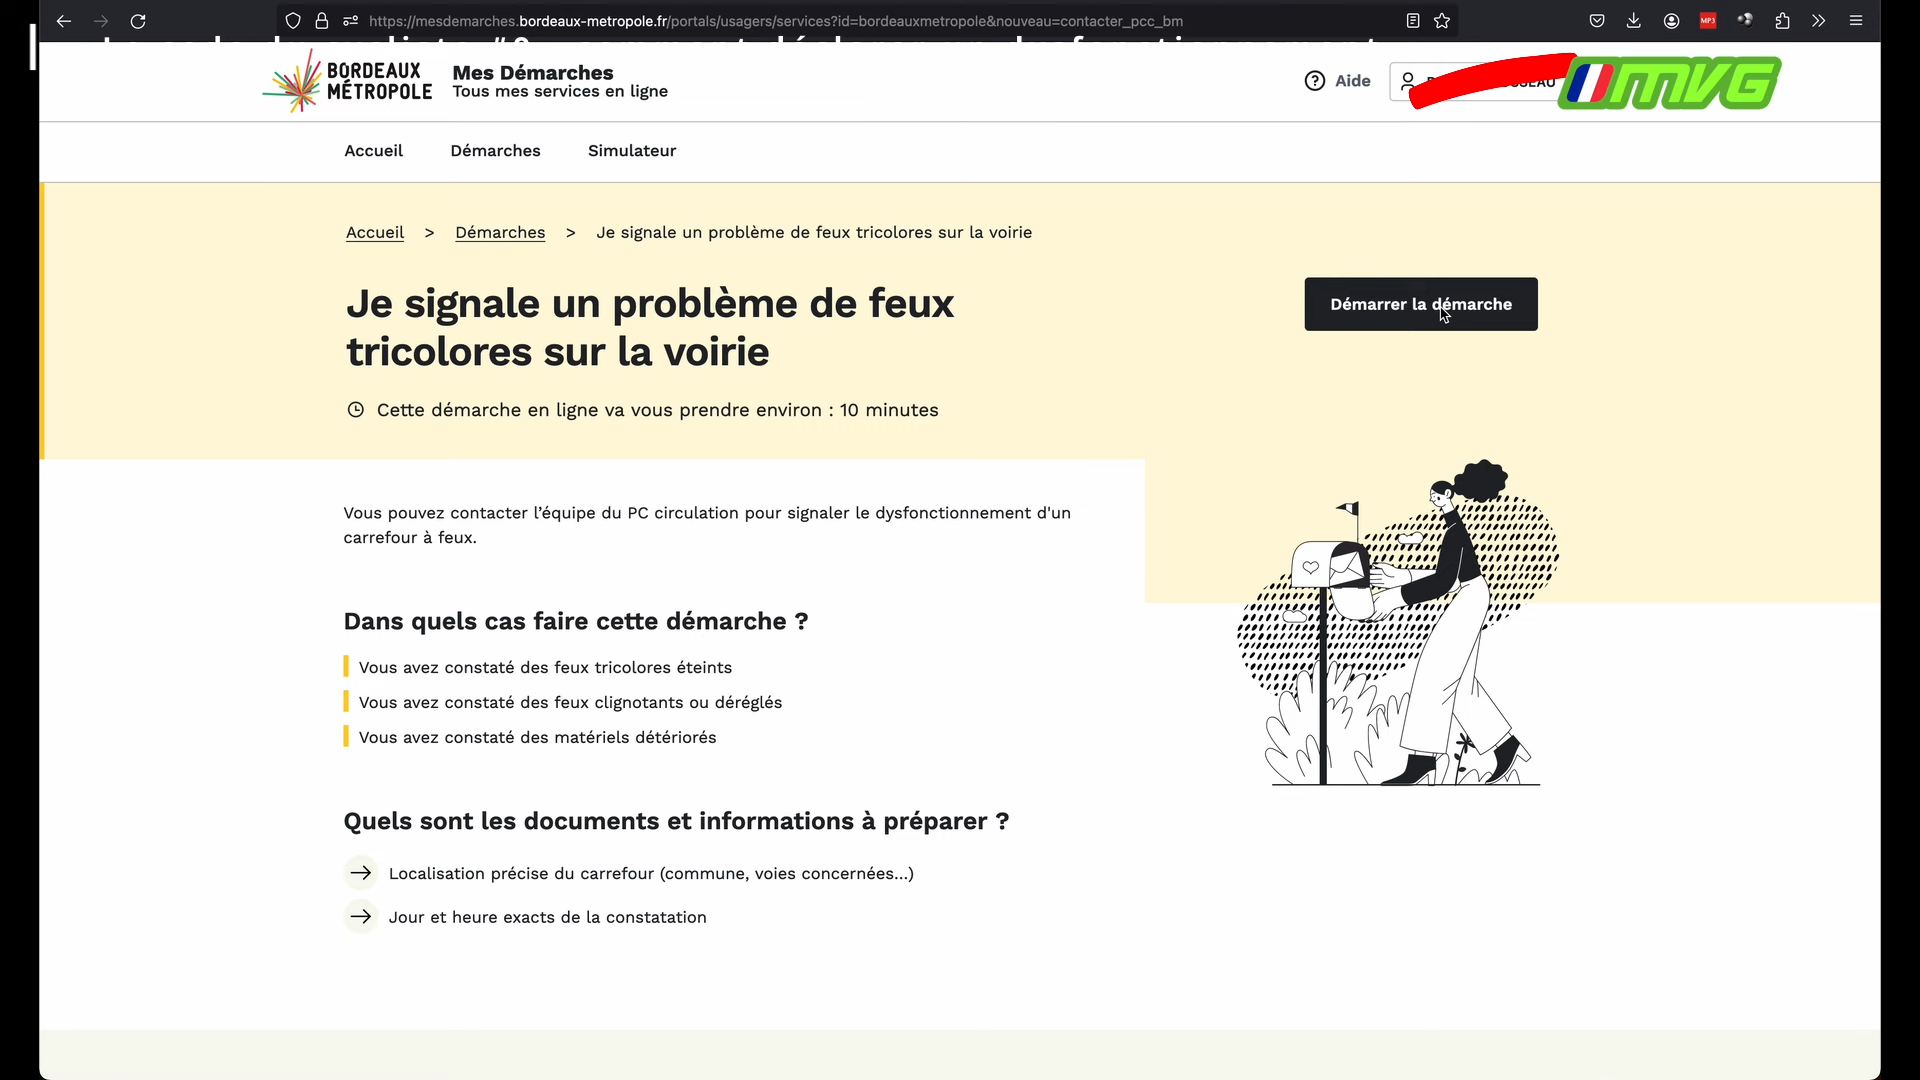 https://mesdemarches.bordeaux-metropole.fr/portals/usagers/services?id=bordeauxmetropole&nouveau=contacter_pcc_bm
MP3
BORDEAUX
MÉTROPOLE
Mes Démarches
Tous mes services en ligne
Aide
MVG
Accueil
Démarches
Simulateur
Accueil > Démarches > Je signale un problème de feux tricolores sur la voirie
Je signale un problème de feux
tricolores sur la voirie
Démarrer la démarche
Cette démarche en ligne va vous prendre environ : 10 minutes
Vous pouvez contacter l’équipe du PC circulation pour signaler le dysfonctionnement d'un
carrefour à feux.
Dans quels cas faire cette démarche ?
Vous avez constaté des feux tricolores éteints
Vous avez constaté des feux clignotants ou déréglés
Vous avez constaté des matériels détériorés
Quels sont les documents et informations à préparer ?
Localisation précise du carrefour (commune, voies concernées...)
Jour et heure exacts de la constatation